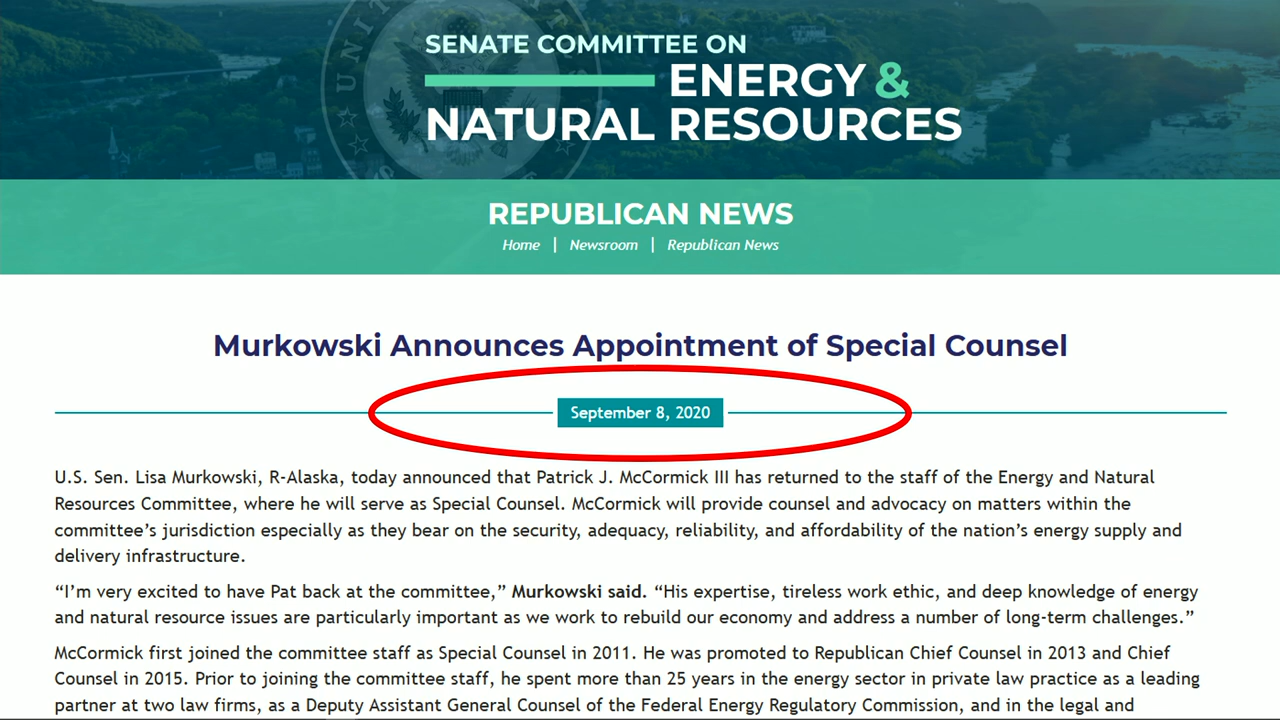 SENATE COMMITTEE ON
ENERGY &
NATURAL RESOURCES
REPUBLICAN NEWS
Home | Newsroom | Republican News
Murkowski Announces Appointment of Special Counsel
September 8, 2020
U.S. Sen. Lisa Murkowski, R-Alaska, today announced that Patrick J. McCormick III has returned to the staff of the Energy and Natural
Resources Committee, where he will serve as Special Counsel. McCormick will provide counsel and advocacy on matters within the
committee’s jurisdiction especially as they bear on the security, adequacy, reliability, and affordability of the nation’s energy supply and
delivery infrastructure.
“I’m very excited to have Pat back at the committee,” Murkowski said. “His expertise, tireless work ethic, and deep knowledge of energy
and natural resource issues are particularly important as we work to rebuild our economy and address a number of long-term challenges.”
McCormick first joined the committee staff as Special Counsel in 2011. He was promoted to Republican Chief Counsel in 2013 and Chief
Counsel in 2015. Prior to joining the committee staff, he spent more than 25 years in the energy sector in private law practice as a leading
partner at two law firms, as a Deputy Assistant General Counsel of the Federal Energy Regulatory Commission, and in the legal and